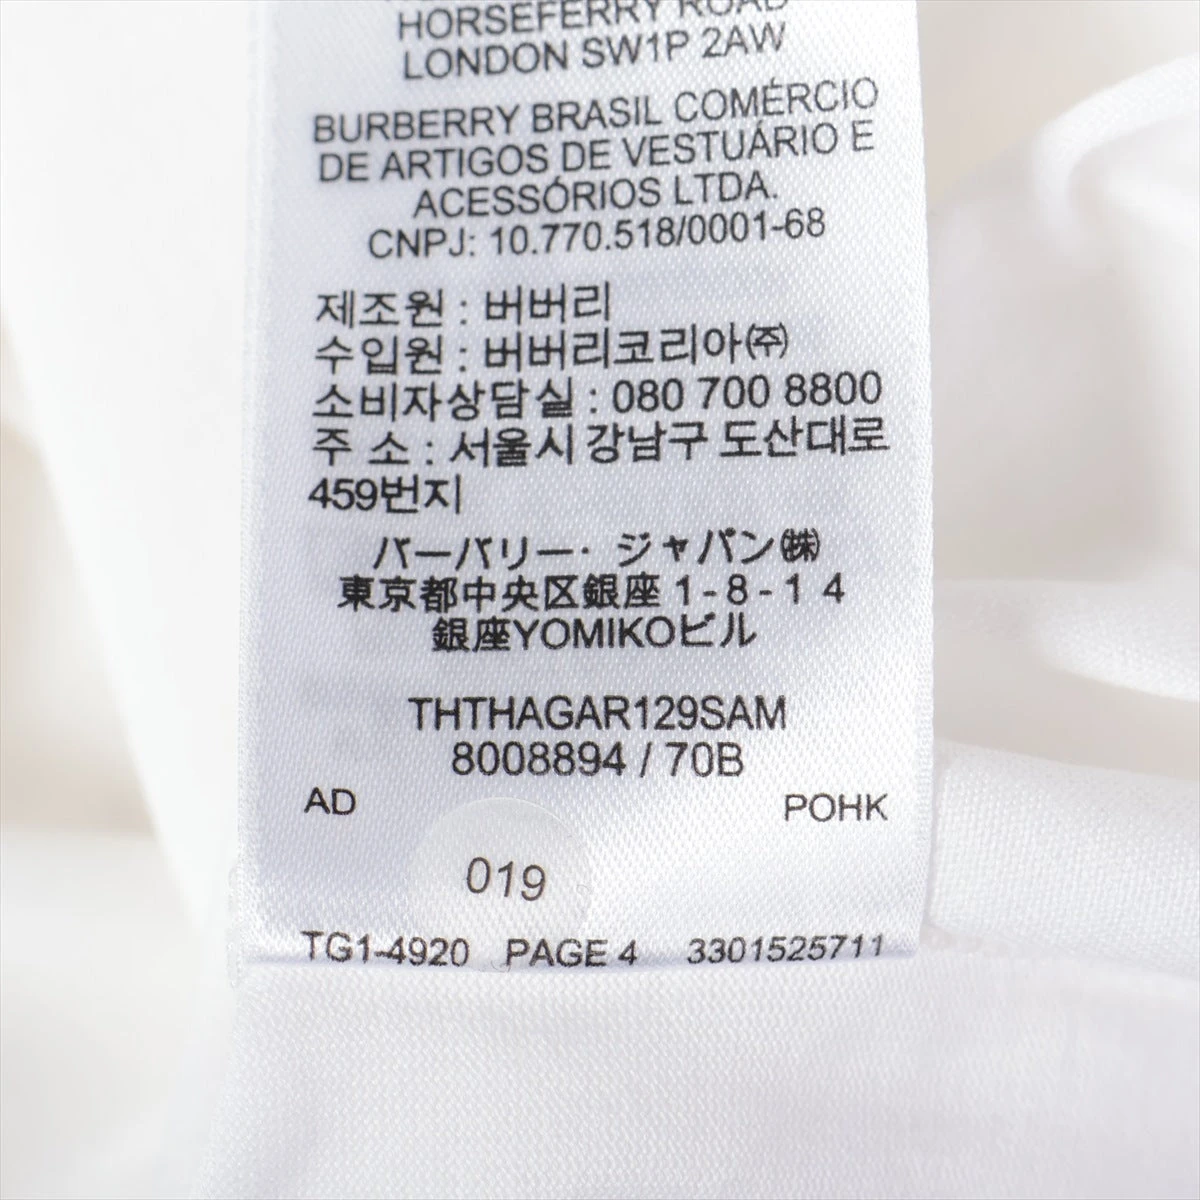 HORSEFERRY ROAD
LONDON SW1P 2AW
BURBERRY BRASIL COMÉRCIO
DE ARTIGOS DE VESTUÁRIO E
ACESSÓRIOS LTDA.
CNPJ: 10.770.518/0001-68
제조원 : 버버리
수입원 : 버버리코리아㈜
소비자상담실 : 080 700 8800
주 소 : 서울시 강남구 도산대로
459번지
バーバリー・ジャパン㈱
東京都中央区銀座 1 - 8 - 1 4
銀座YOMIKOビル
THTHAGAR129SAM
8008894 / 70B
AD POHK
019
TG1-4920 PAGE 4 3301525711